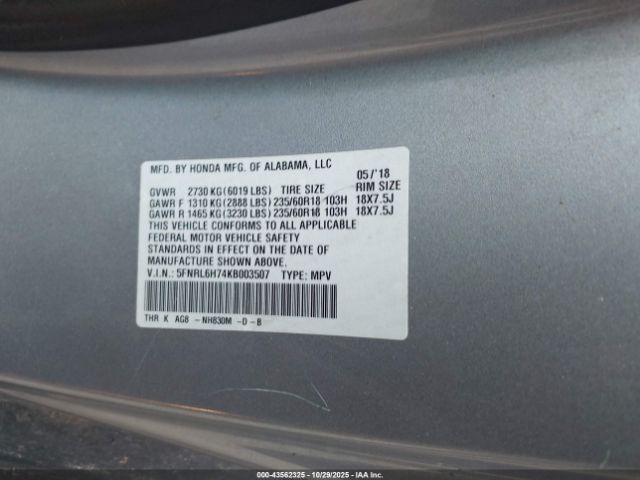 MFD. BY HONDA MFG. OF ALABAMA, LLC
05/'18
GVWR 2730 KG(6019 LBS) TIRE SIZE RIM SIZE
GAWR F 1310 KG(2888 LBS) 235/60R18 103H 18X7.5J
GAWR R 1465 KG(3230 LBS) 235/60R18 103H 18X7.5J
THIS VEHICLE CONFORMS TO ALL APPLICABLE
FEDERAL MOTOR VEHICLE SAFETY
STANDARDS IN EFFECT ON THE DATE OF
MANUFACTURE SHOWN ABOVE.
V.I.N.: 5FNRL6H74KB003507 TYPE: MPV
THR K AG8 -NH830M -D -B
000-43562325 - 10/29/2025 - IAA Inc.